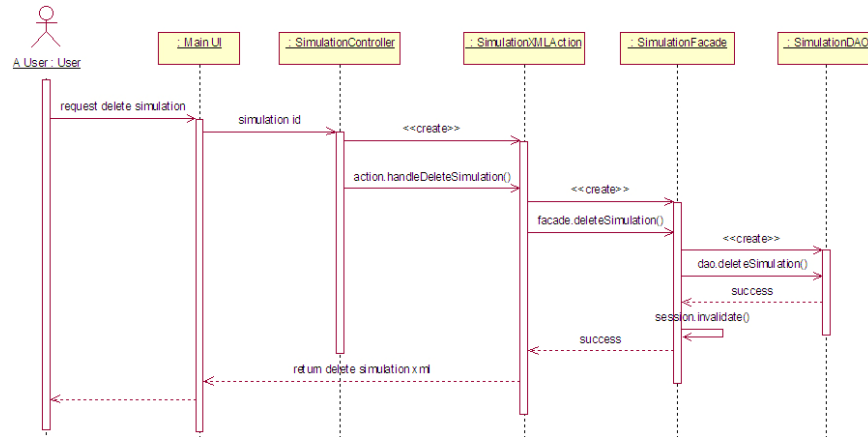 : Main UI
: SimulationController
: SimulationXMLAction
: SimulationFacade
: SimulationDAO
A User : User
request delete simulation
simulation id
<<create>>
action.handleDeleteSimulation()
<<create>>
facade.deleteSimulation()
<<create>>
dao.deleteSimulation()
success
session.invalidate()
success
return delete simulation xml